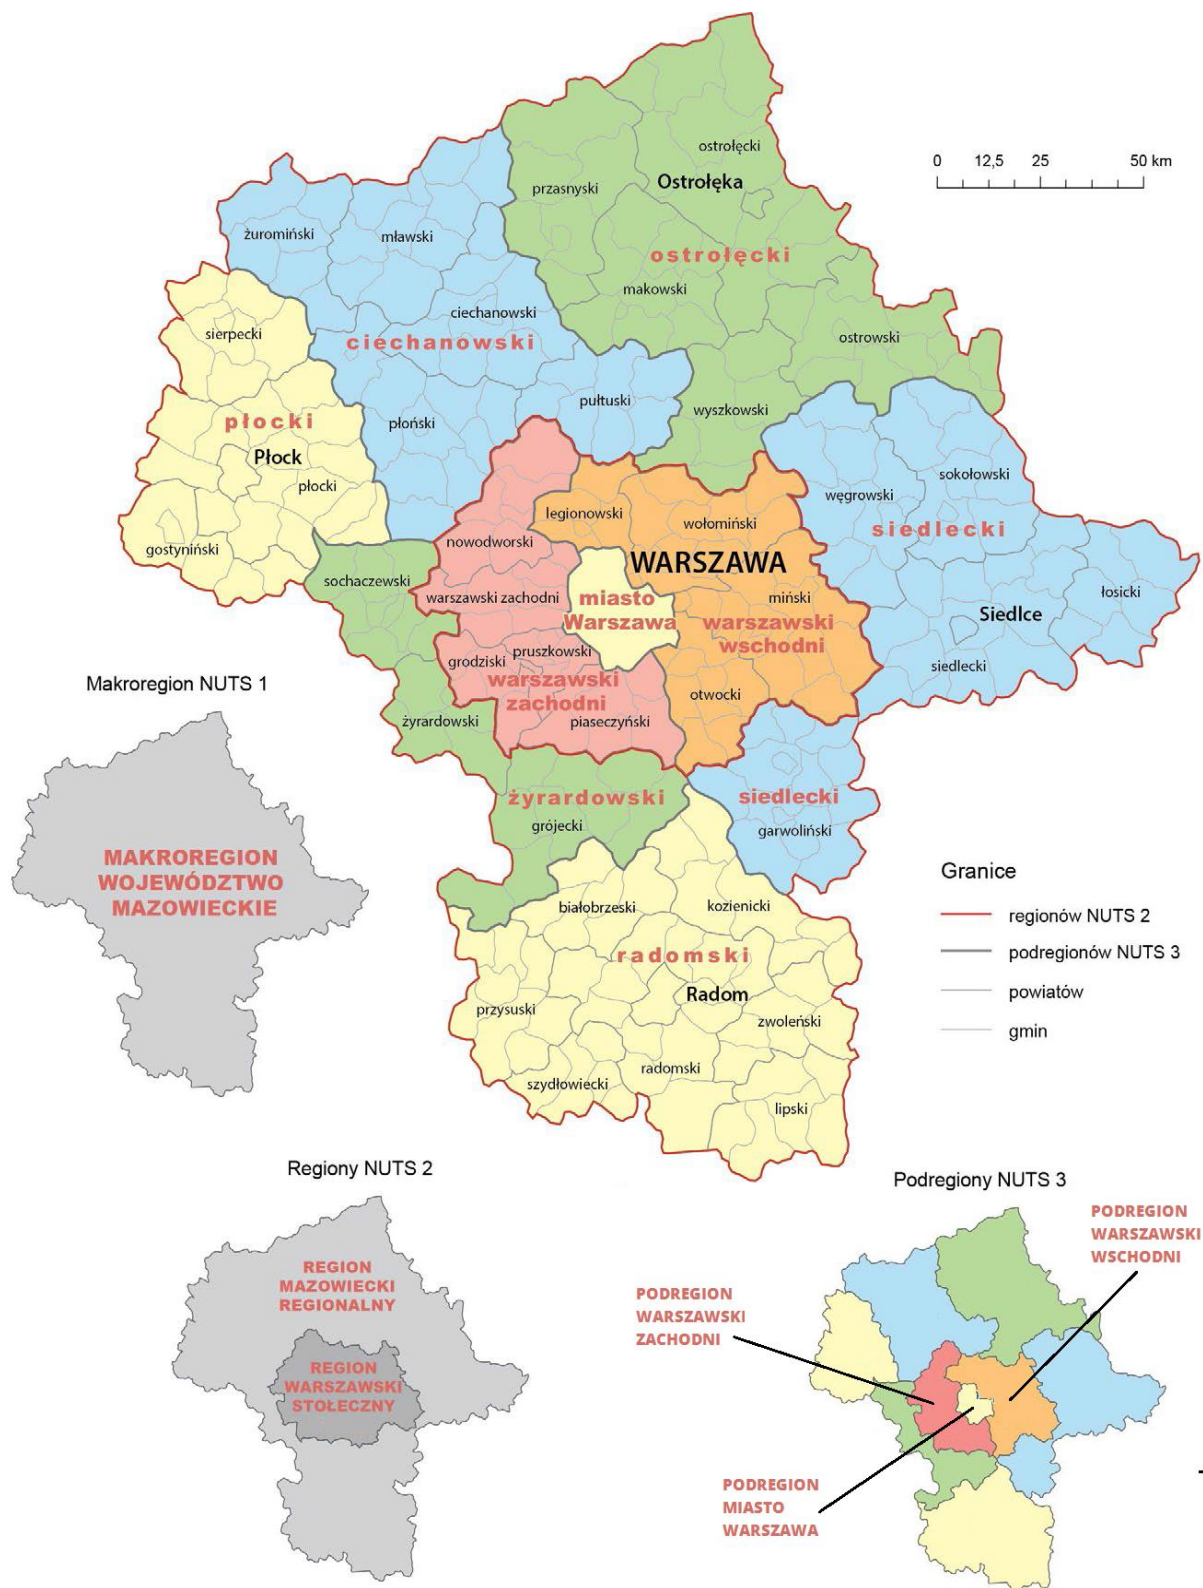 ostrołęcki
0 12,5 25 50 km
przasnyski
Ostrołęka
żuromiński
mławski
ostrołęcki
makowski
ciechanowski
sierpecki
ciechanowski
ostrowski
pułtuski
wyszkowski
płocki
płoński
Płock
płocki
sokołowski
węgrowski
siedlecki
legionowski
wołomiński
gostyniński
nowodworski
WARSZAWA
sochaczewski
warszawski zachodni
miasto
Warszawa
miński
warszawski
wschodni
łosicki
Siedlce
siedlecki
grodziski
pruszkowski
warszawski
zachodni
otwocki
żyrardowski
piaseczyński
żyrardowski
grójecki
siedlecki
garwoliński
białobrzeski
kozienicki
radomski
Radom
przysuski
zwoleński
radomski
szydłowiecki
lipski
Makroregion NUTS 1
MAKROREGION
WOJEWÓDZTWO
MAZOWIECKIE
Granice
regionów NUTS 2
podregionów NUTS 3
powiatów
gmin
Regiony NUTS 2
REGION
MAZOWIECKI
REGIONALNY
REGION
WARSZAWSKI
STOŁECZNY
Podregiony NUTS 3
PODREGION
WARSZAWSKI
WSCHODNI
PODREGION
WARSZAWSKI
ZACHODNI
PODREGION
MIASTO
WARSZAWA